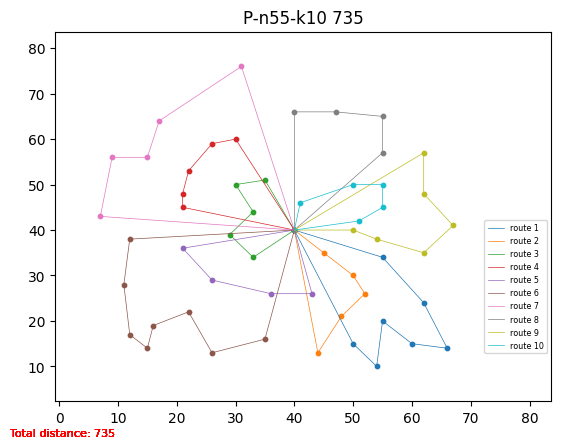 P-n55-k10 735
80
70
60
50
40
30
20
10
0 10 20 30 40 50 60 70 80
route 1
route 2
route 3
route 4
route 5
route 6
route 7
route 8
route 9
route 10
Total distance: 735